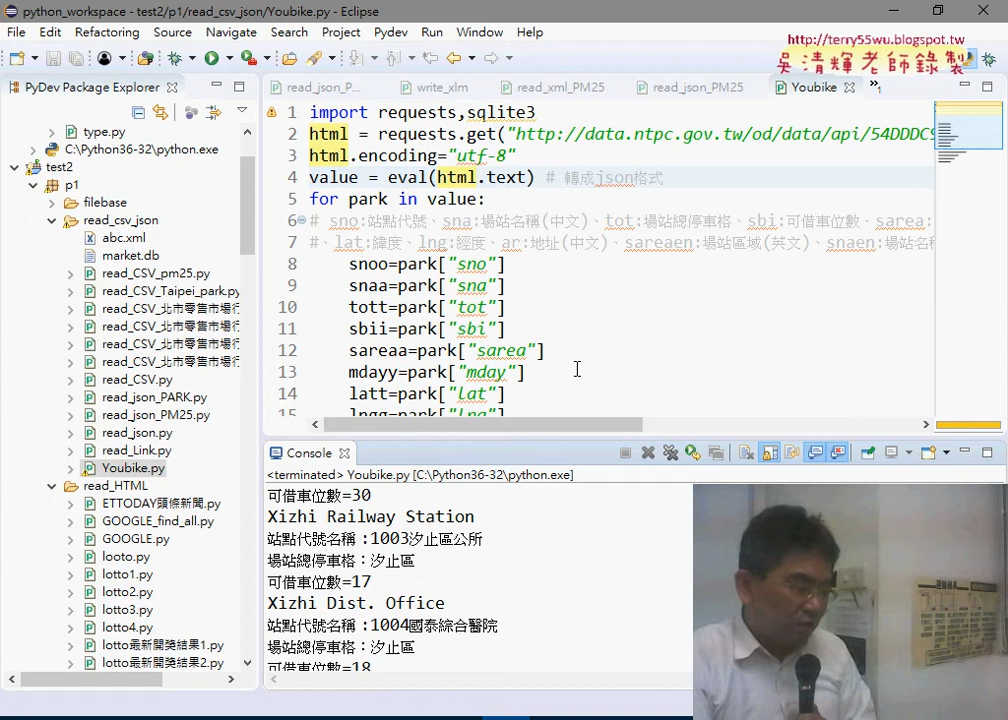 python_workspace - test2/p1/read_csv_json/Youbike.py - Eclipse
File Edit Refactoring Source Navigate Search Project Pydev Run Window Help
http://terry55wu.blogspot.tw
吳清輝老師錄製
PyDev Package Explorer
read_json_P... write_xlm read_xml_PM25 read_json_PM25 Youbike
type.py
C:\Python36-32\python.exe
test2
p1
filebase
read_csv_json
abc.xml
market.db
read_CSV_pm25.py
read_CSV_Taipei_park.py
read_CSV_北市零售市場行
read_CSV_北市零售市場行
read_CSV_北市零售市場行
read_CSV_北市零售市場行
read_CSV.py
read_json_PARK.py
read_json_PM25.py
read_json.py
read_Link.py
Youbike.py
read_HTML
ETTODAY頭條新聞.py
GOOGLE_find_all.py
GOOGLE.py
looto.py
lotto1.py
lotto2.py
lotto3.py
lotto4.py
lotto最新開獎結果1.py
lotto最新開獎結果2.py
1 import requests,sqlite3
2 html = requests.get("http://data.ntpc.gov.tw/od/data/api/54DDDC9
3 html.encoding="utf-8"
4 value = eval(html.text) # 轉成json格式
5 for park in value:
6 # sno:站點代號、sna:場站名稱(中文)、tot:場站總停車格、sbi:可借車位數、sarea:
7 #、lat:緯度、lng:經度、ar:地址(中文)、sareaen:場站區域(英文)、snaen:場站名
8 snoo=park["sno"]
9 snaa=park["sna"]
10 tott=park["tot"]
11 sbii=park["sbi"]
12 sareaa=park["sarea"]
13 mdayy=park["mday"]
14 latt=park["lat"]
15 lngg=park["lng"]
Console
<terminated> Youbike.py [C:\Python36-32\python.exe]
可借車位數=30
Xizhi Railway Station
站點代號名稱：1003汐止區公所
場站總停車格：汐止區
可借車位數=17
Xizhi Dist. Office
站點代號名稱：1004國泰綜合醫院
場站總停車格：汐止區
可借車位數=18